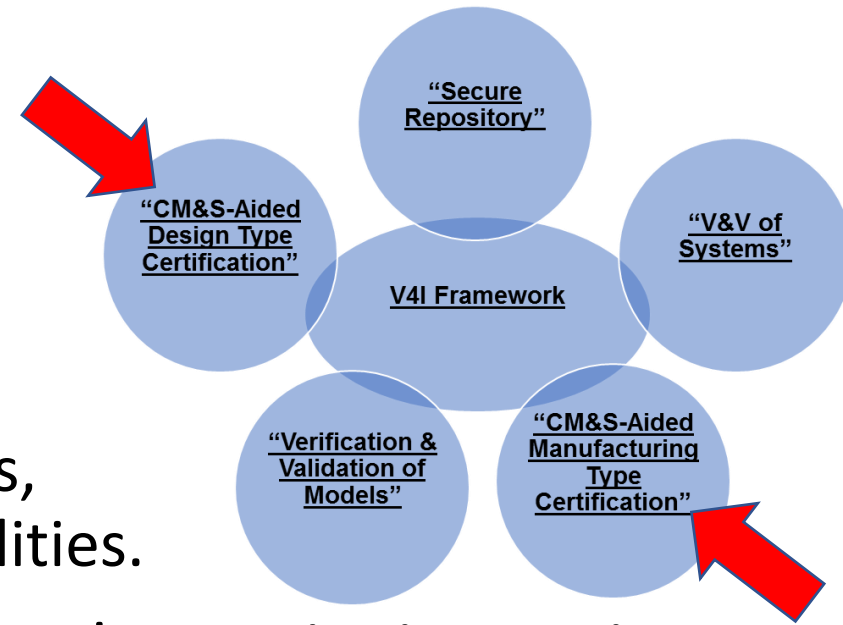 “Secure
Repository”
“CM&S-Aided
Design Type
Certification”
“V&V of
Systems”
V4I Framework
“Verification &
Validation of
Models”
“CM&S-Aided
Manufacturing
Type
Certification”
s,
lities.